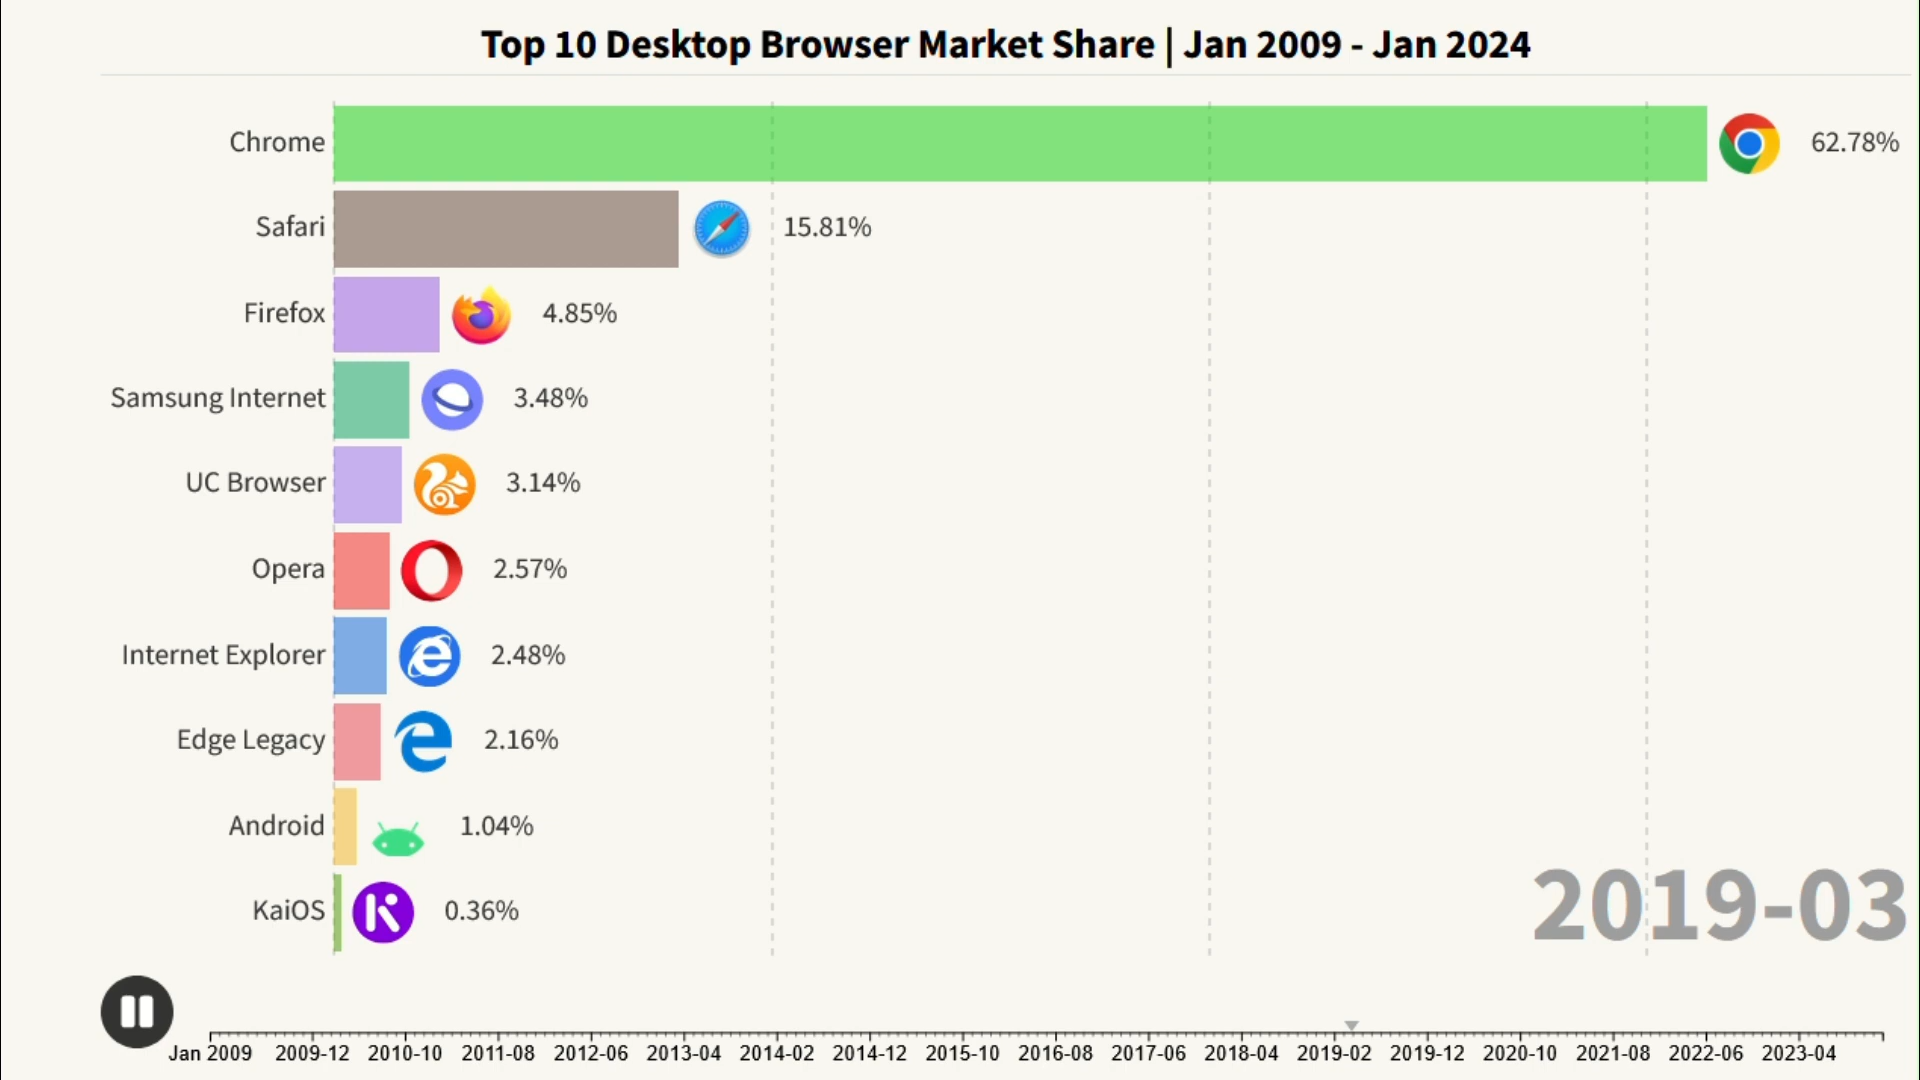 Top 10 Desktop Browser Market Share | Jan 2009 - Jan 2024
Chrome 62.78%
Safari 15.81%
Firefox 4.85%
Samsung Internet 3.48%
UC Browser 3.14%
Opera 2.57%
Internet Explorer 2.48%
Edge Legacy 2.16%
Android 1.04%
KaiOS 0.36%
2019-03
Jan 2009 2009-12 2010-10 2011-08 2012-06 2013-04 2014-02 2014-12 2015-10 2016-08 2017-06 2018-04 2019-02 2019-12 2020-10 2021-08 2022-06 2023-04